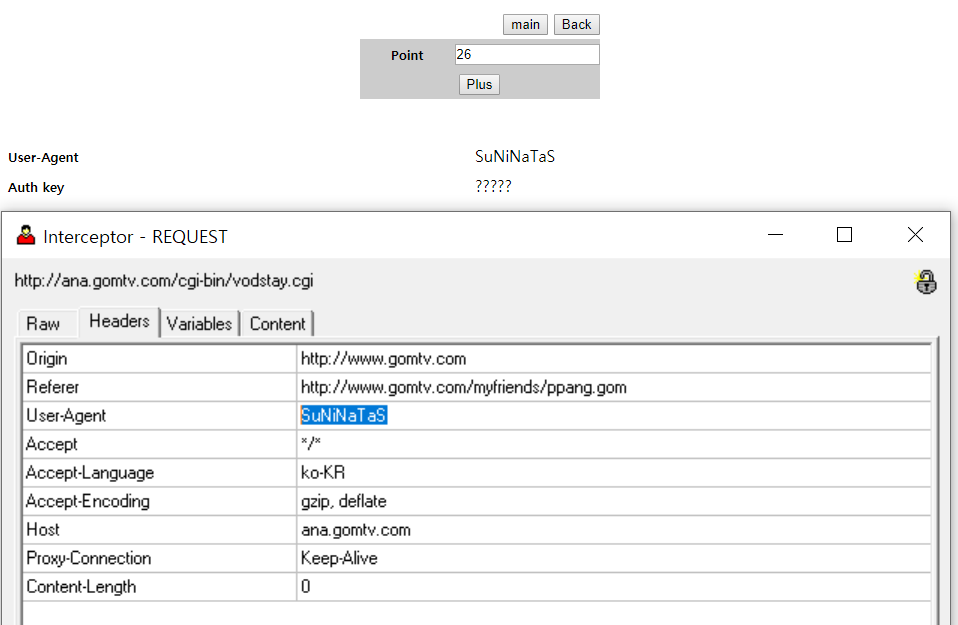 main Back
Point 26
Plus
User-Agent SuNiNaTaS
Auth key ?????
Interceptor - REQUEST
http://ana.gomtv.com/cgi-bin/vodstay.cgi
Raw Headers Variables Content
Origin http://www.gomtv.com
Referer http://www.gomtv.com/myfriends/ppang.gom
User-Agent SuNiNaTaS
Accept */*
Accept-Language ko-KR
Accept-Encoding gzip, deflate
Host ana.gomtv.com
Proxy-Connection Keep-Alive
Content-Length 0